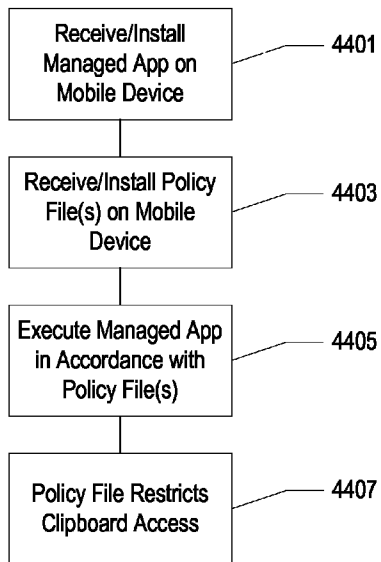 Receive/Install
Managed App on
Mobile Device
4401
Receive/Install Policy
File(s) on Mobile
Device
4403
Execute Managed App
in Accordance with
Policy File(s)
4405
Policy File Restricts
Clipboard Access
4407